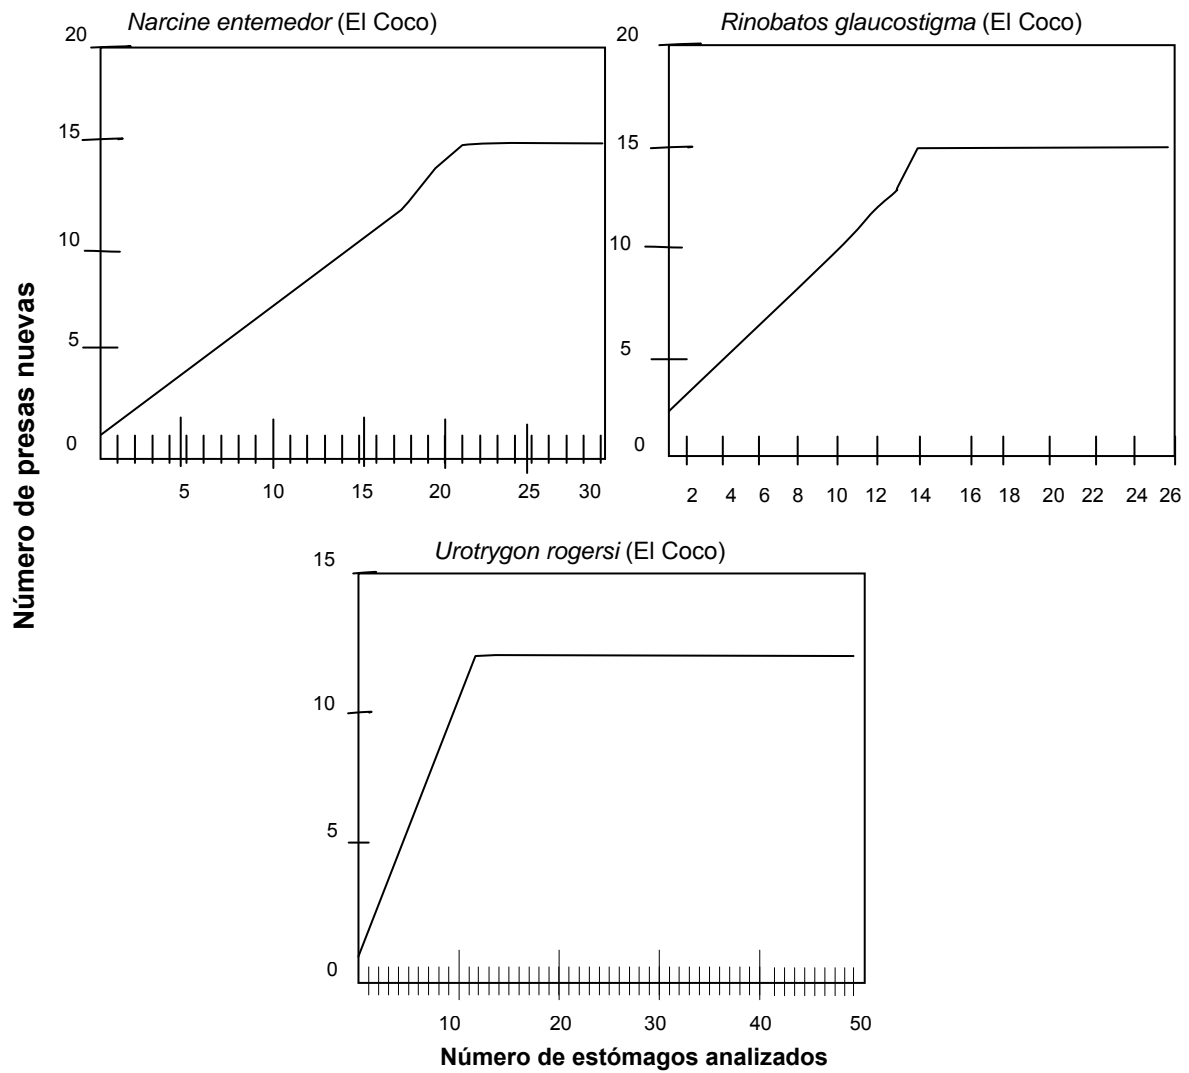 Narcine entemedor (El Coco)
20
15
10
5
0
5 10 15 20 25 30
Rinobatos glaucostigma (El Coco)
20
15
10
5
0
2 4 6 8 10 12 14 16 18 20 22 24 26
Número de presas nuevas
Urotrygon rogersi (El Coco)
15
10
5
0
10 20 30 40 50
Número de estómagos analizados